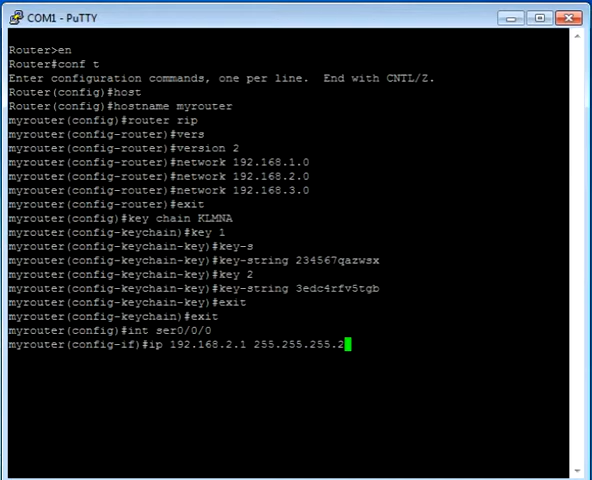 COM1 - PuTTY
Router>en
Router#conf t
Enter configuration commands, one per line.  End with CNTL/Z.
Router(config)#host
Router(config)#hostname myrouter
myrouter(config)#router rip
myrouter(config-router)#vers
myrouter(config-router)#version 2
myrouter(config-router)#network 192.168.1.0
myrouter(config-router)#network 192.168.2.0
myrouter(config-router)#network 192.168.3.0
myrouter(config-router)#exit
myrouter(config)#key chain KLMNA
myrouter(config-keychain)#key 1
myrouter(config-keychain-key)#key-s
myrouter(config-keychain-key)#key-string 234567qazwsx
myrouter(config-keychain-key)#key 2
myrouter(config-keychain-key)#key-string 3edc4rfv5tgb
myrouter(config-keychain-key)#exit
myrouter(config-keychain)#exit
myrouter(config)#int ser0/0/0
myrouter(config-if)#ip 192.168.2.1 255.255.255.2